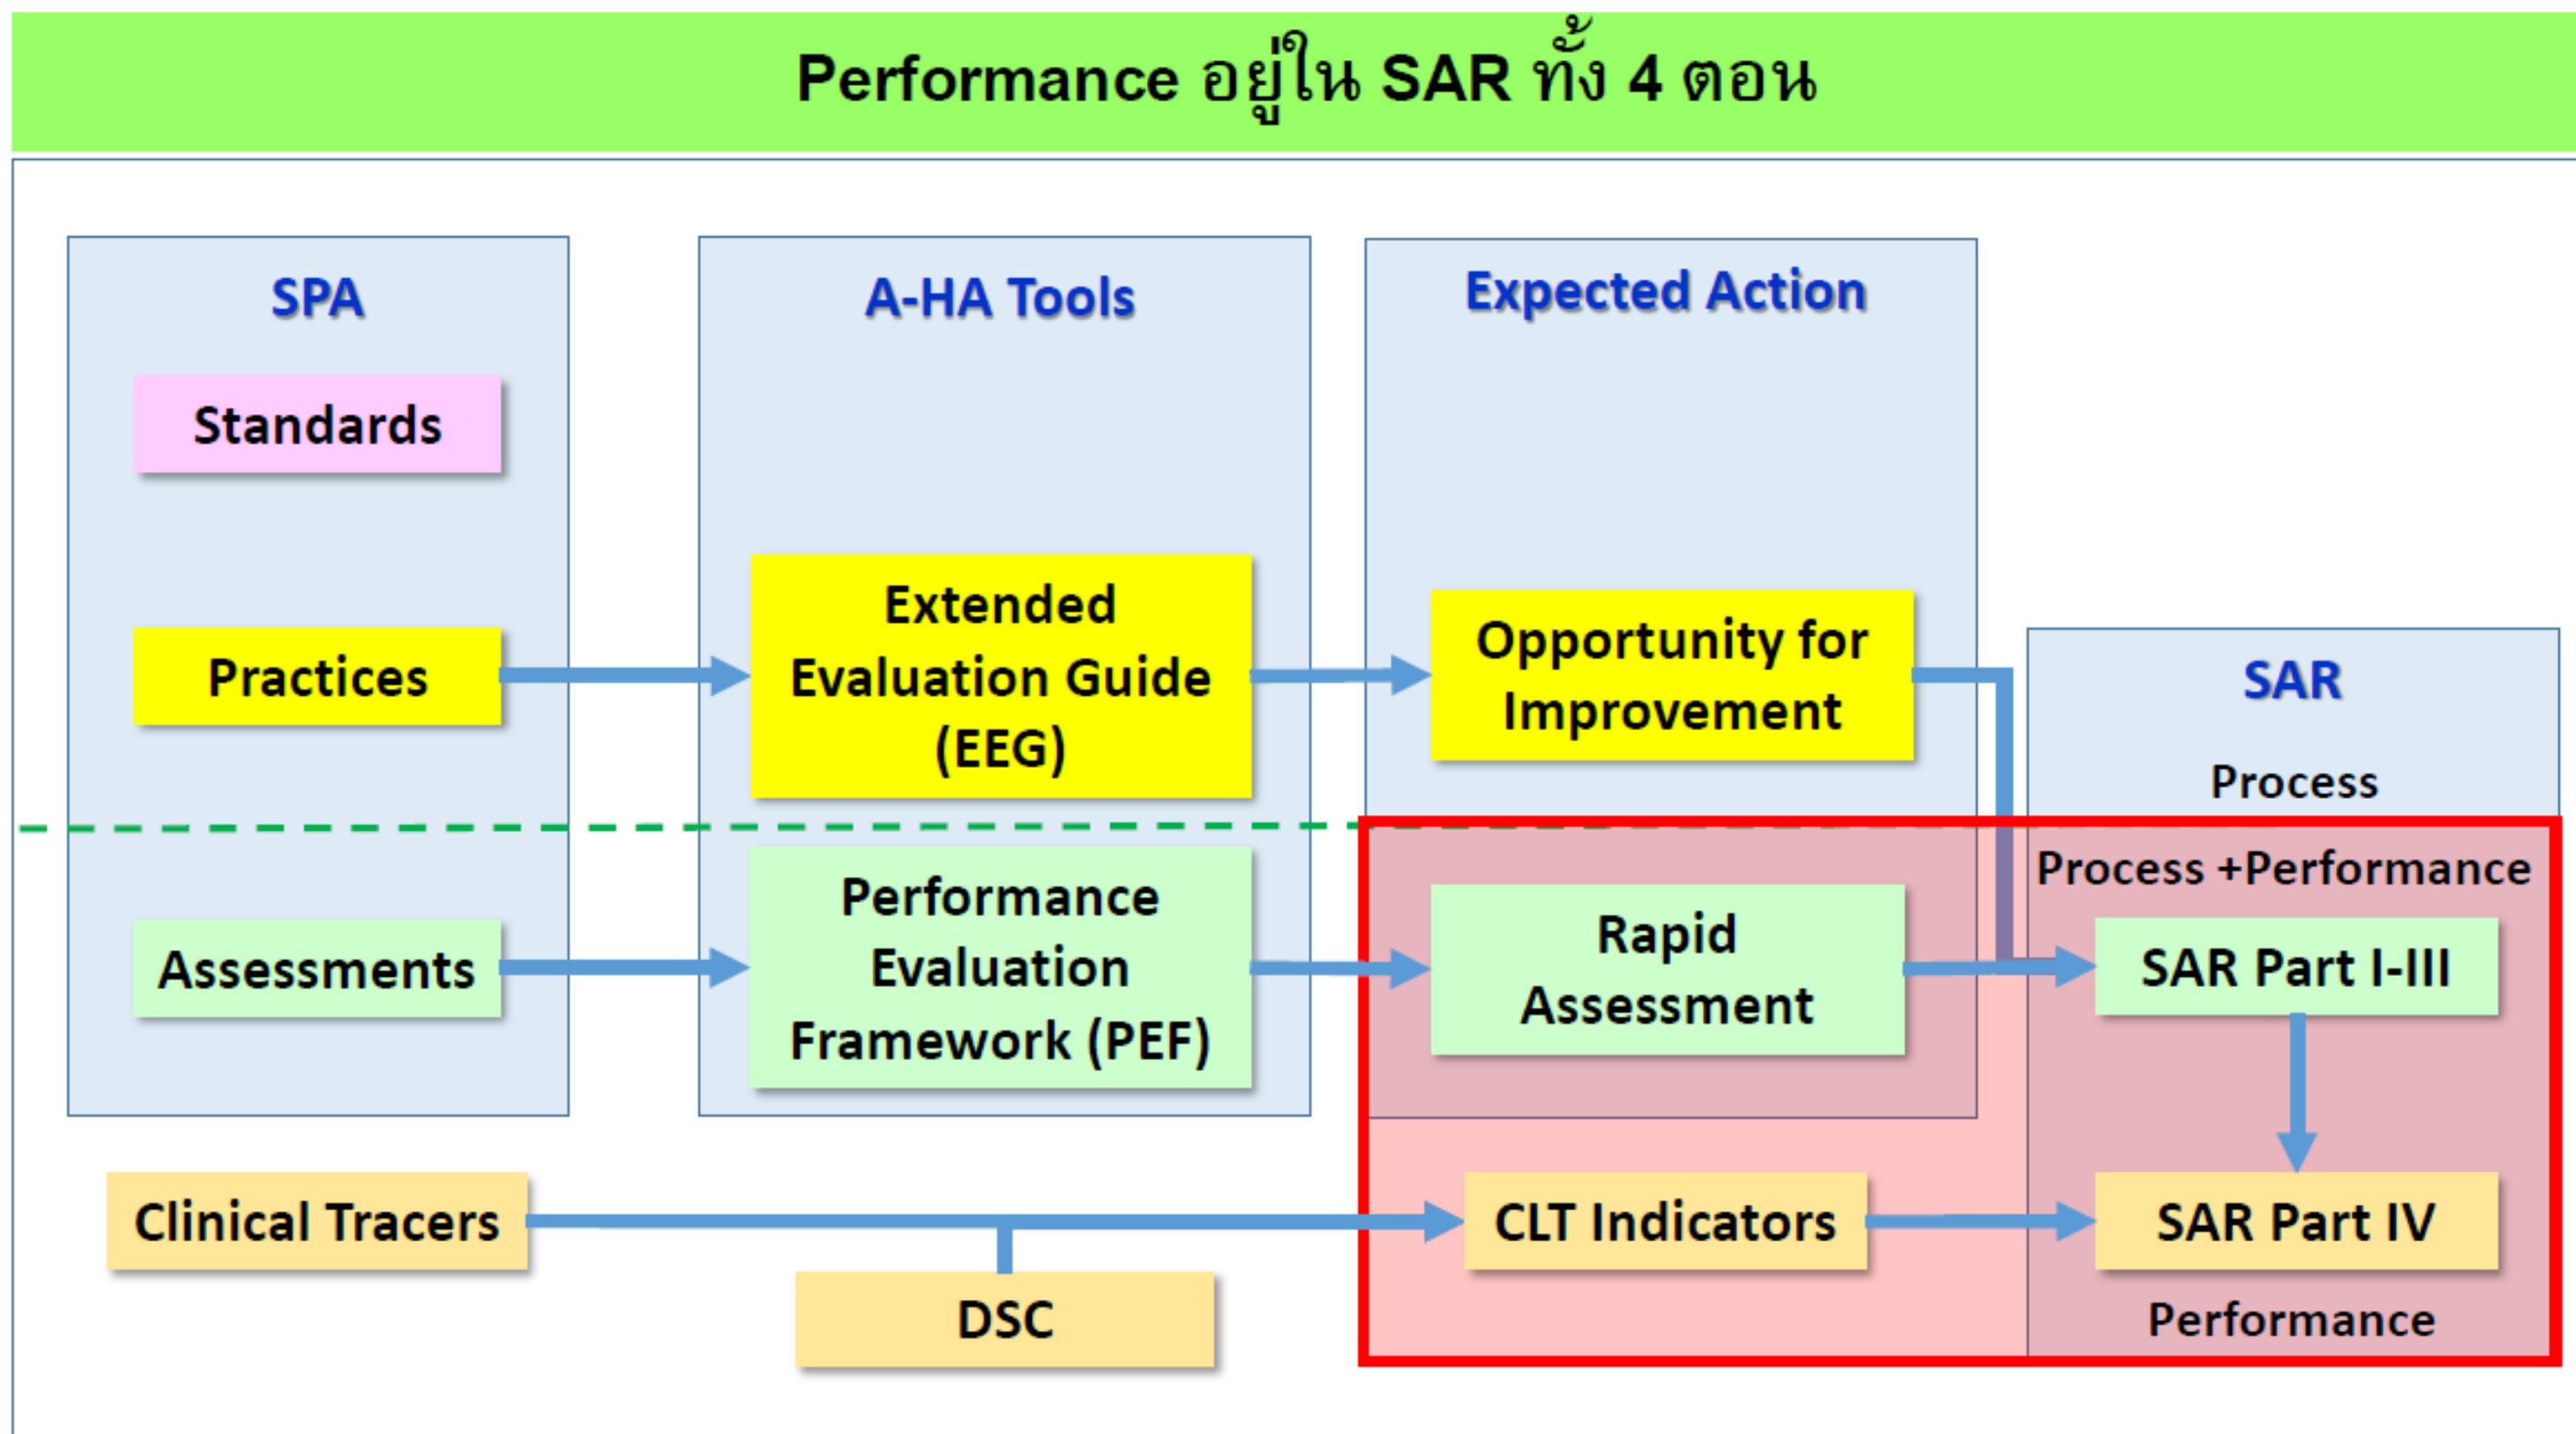 Performance อยู่ใน SAR ทั้ง 4 ตอน
SPA
A-HA Tools
Expected Action
Standards
Practices
Extended
Evaluation Guide
(EEG)
Opportunity for
Improvement
SAR
Process
Process +Performance
Assessments
Performance
Evaluation
Framework (PEF)
Rapid
Assessment
SAR Part I-III
Clinical Tracers
CLT Indicators
SAR Part IV
DSC
Performance